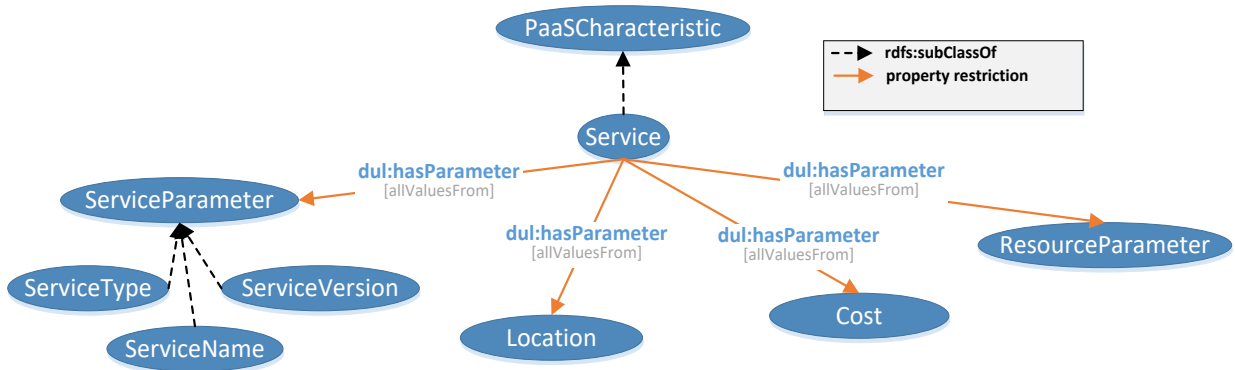 PaaSCharacteristic
rdfs:subClassOf
property restriction
Service
dul:hasParameter
[allValuesFrom]
dul:hasParameter
[allValuesFrom]
ServiceParameter
dul:hasParameter
[allValuesFrom]
dul:hasParameter
[allValuesFrom]
ResourceParameter
ServiceType
ServiceVersion
Cost
Location
ServiceName